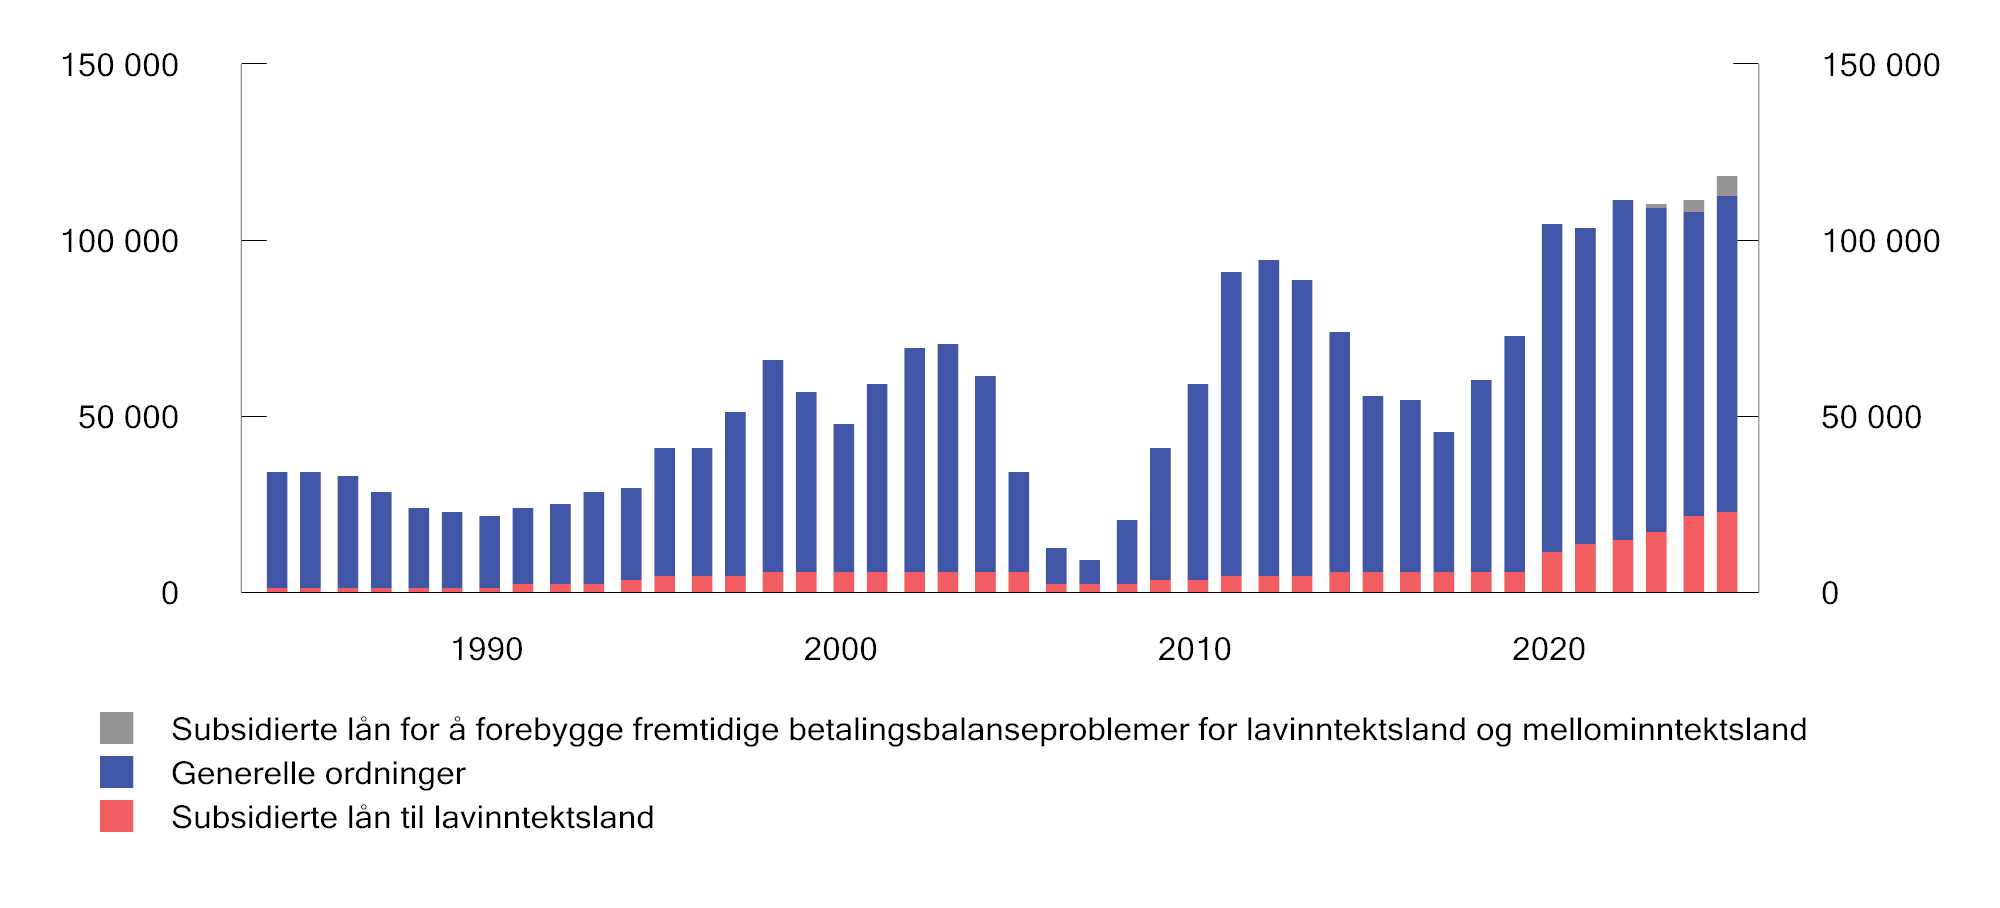 150 000 150 000
100 000 100 000
50 000 50 000
0 0
1990 2000 2010 2020
Subsidierte lån for å forebygge fremtidige betalingsbalanseproblemer for lavinntektsland og mellominntektsland
Generelle ordninger
Subsidierte lån til lavinntektsland